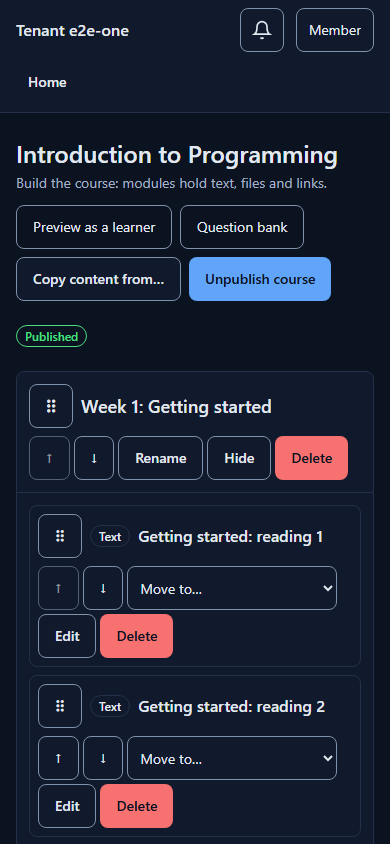 Tenant e2e-one
Member
Home
Introduction to Programming
Build the course: modules hold text, files and links.
Preview as a learner
Question bank
Copy content from...
Unpublish course
Published
Week 1: Getting started
↑ ↓ Rename Hide Delete
Text Getting started: reading 1
↑ ↓ Move to...
Edit Delete
Text Getting started: reading 2
↑ ↓ Move to...
Edit Delete